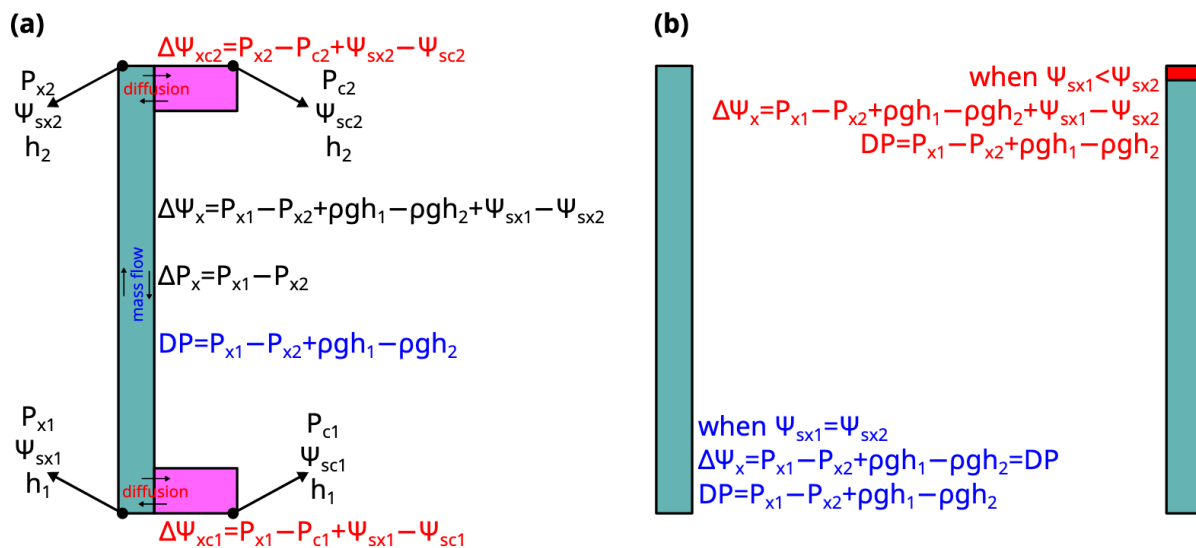 (a)
ΔΨxc2=Px2−Pc2+Ψsx2−Ψsc2
Px2
Ψsx2
h2
diffusion
Pc2
Ψsc2
h2
ΔΨx=Px1−Px2+ρgh1−ρgh2+Ψsx1−Ψsx2
mass flow
ΔPx=Px1−Px2
DP=Px1−Px2+ρgh1−ρgh2
Px1
Ψsx1
h1
diffusion
Pc1
Ψsc1
h1
ΔΨxc1=Px1−Pc1+Ψsx1−Ψsc1
(b)
when Ψsx1<Ψsx2
ΔΨx=Px1−Px2+ρgh1−ρgh2+Ψsx1−Ψsx2
DP=Px1−Px2+ρgh1−ρgh2
when Ψsx1=Ψsx2
ΔΨx=Px1−Px2+ρgh1−ρgh2=DP
DP=Px1−Px2+ρgh1−ρgh2